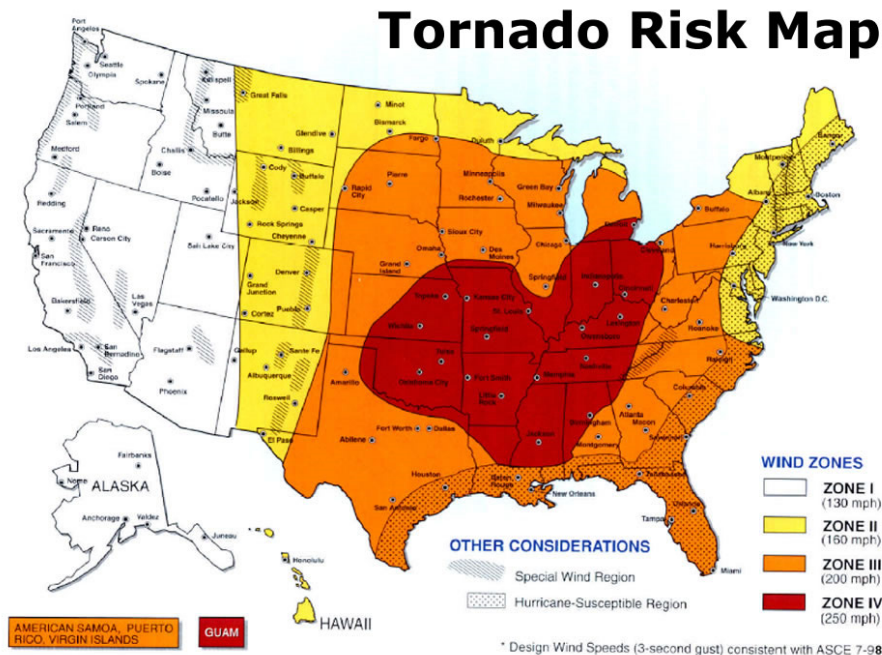 Tornado Risk Map
Port
Angeles
Seattle
Olympia
Spokane
Portland
Salem
Medford
Kalispell
Missoula
Butte
Challis
Boise
Pocatello
Jackson
Great Falls
Glendive
Billings
Cody
Buffalo
Casper
Rock Springs
Cheyenne
Minot
Bismarck
Fargo
Duluth
Pierre
Rapid
City
Minneapolis
Rochester
Green Bay
Milwaukee
Sioux City
Omaha
Des
Moines
Grand
Island
Chicago
Springfield
Detroit
Cleveland
Buffalo
Bangor
Montpelier
Albany
Boston
New York
Harrisburg
Washington D.C.
Redding
Sacramento
Reno
Carson City
San
Francisco
Salt Lake City
Bakersfield
Las
Vegas
Los Angeles
San
Bernadino
San
Diego
Flagstaff
Phoenix
Grand
Junction
Cortez
Denver
Pueblo
Gallup
Sante Fe
Albuquerque
Roswell
El Paso
Topeka
Kansas City
Wichita
St. Louis
Springfield
Indianapolis
Cincinnati
Lexington
Owensboro
Charleston
Roanoke
Raleigh
Tulsa
Oklahoma City
Fort Smith
Little
Rock
Memphis
Nashville
Amarillo
Abilene
Fort Worth
Dallas
Jackson
Birmingham
Montgomery
Atlanta
Macon
Columbia
Savannah
Tallahassee
Houston
San Antonio
Baton
Rouge
New Orleans
Orlando
Tampa
Miami
Fairbanks
Nome
ALASKA
Anchorage
Valdez
Juneau
Honolulu
HAWAII
AMERICAN SAMOA, PUERTO
RICO, VIRGIN ISLANDS
GUAM
OTHER CONSIDERATIONS
Special Wind Region
Hurricane-Susceptible Region
WIND ZONES
ZONE I
(130 mph)
ZONE II
(160 mph)
ZONE III
(200 mph)
ZONE IV
(250 mph)
* Design Wind Speeds (3-second gust) consistent with ASCE 7-98